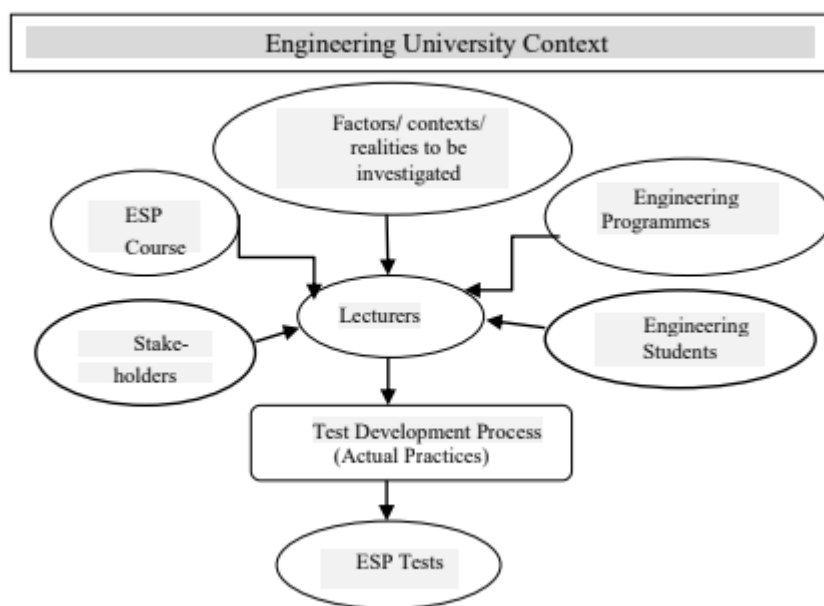 Engineering University Context
Factors/ contexts/
realities to be
investigated
ESP
Course
Engineering
Programmes
Lecturers
Stake-
holders
Engineering
Students
Test Development Process
(Actual Practices)
ESP Tests